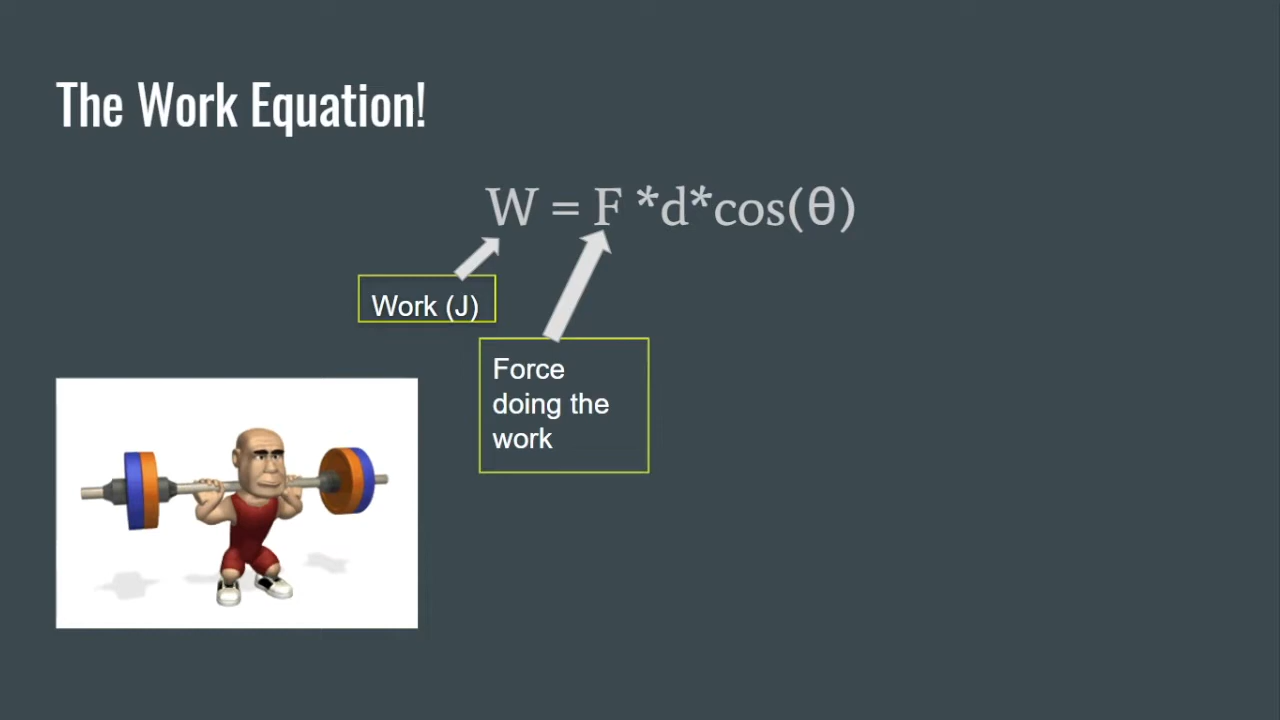 The Work Equation!
W = F *d*cos(θ)
Work (J)
Force
doing the
work